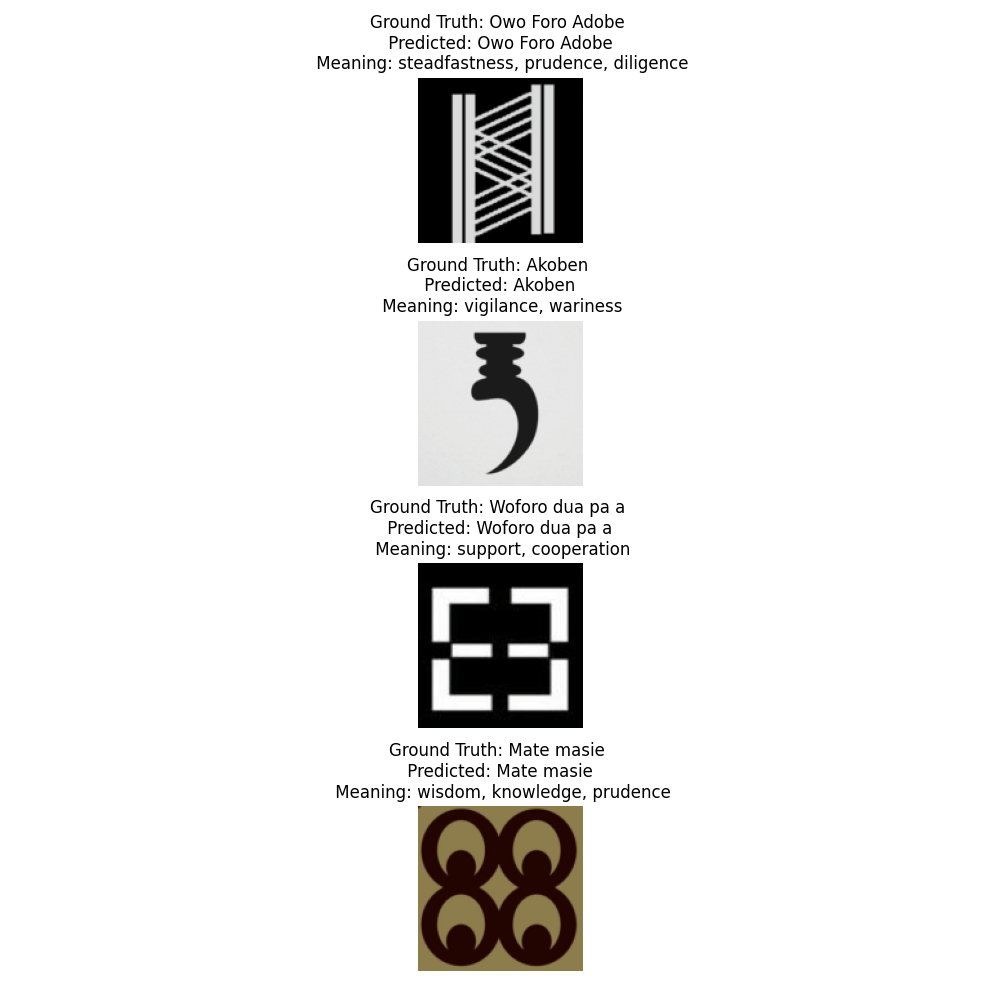 Ground Truth: Owo Foro Adobe
Predicted: Owo Foro Adobe
Meaning: steadfastness, prudence, diligence
Ground Truth: Akoben
Predicted: Akoben
Meaning: vigilance, wariness
Ground Truth: Woforo dua pa a
Predicted: Woforo dua pa a
Meaning: support, cooperation
Ground Truth: Mate masie
Predicted: Mate masie
Meaning: wisdom, knowledge, prudence